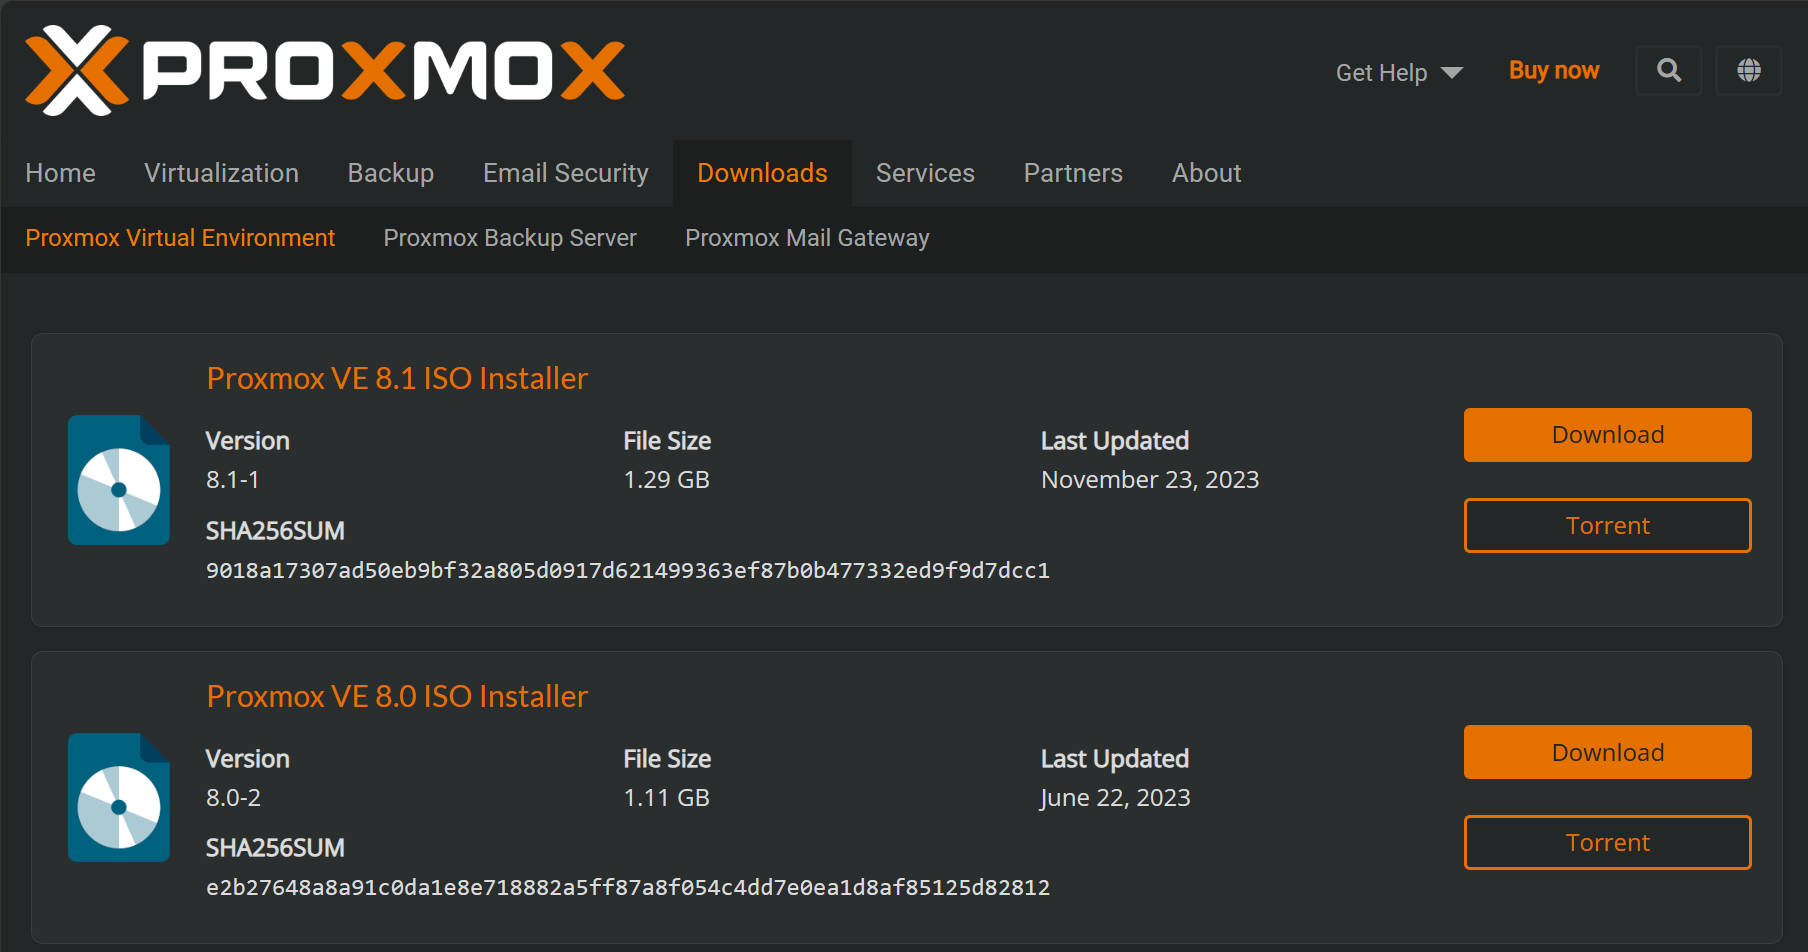 PROXMOX
Get Help
Buy now
Home Virtualization Backup Email Security Downloads Services Partners About
Proxmox Virtual Environment Proxmox Backup Server Proxmox Mail Gateway
Proxmox VE 8.1 ISO Installer
Version File Size Last Updated
8.1-1 1.29 GB November 23, 2023
Download
SHA256SUM
Torrent
9018a17307ad50eb9bf32a805d0917d621499363ef87b0b477332ed9f9d7dcc1
Proxmox VE 8.0 ISO Installer
Version File Size Last Updated
8.0-2 1.11 GB June 22, 2023
Download
SHA256SUM
Torrent
e2b27648a8a91c0da1e8e718882a5ff87a8f054c4dd7e0ea1d8af85125d82812